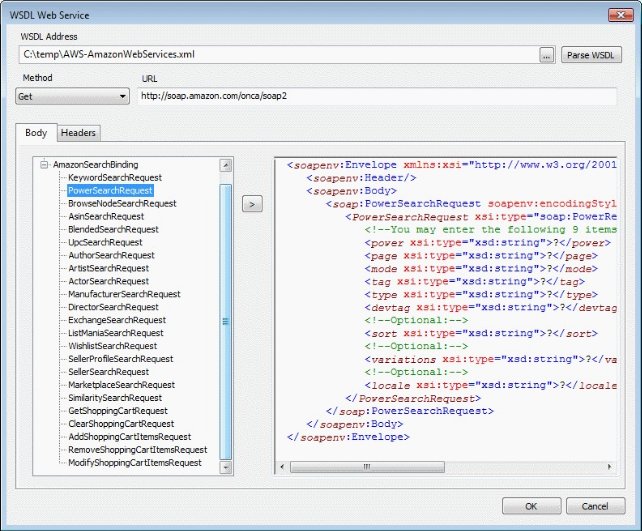 WSDL Web Service
WSDL Address
C:\temp\AWS-AmazonWebServices.xml
...
Parse WSDL
Method
URL
Get
http://soap.amazon.com/onca/soap2
Body
Headers
AmazonSearchBinding
KeywordSearchRequest
PowerSearchRequest
BrowseNodeSearchRequest
AsinSearchRequest
BlendedSearchRequest
UpcSearchRequest
AuthorSearchRequest
ArtistSearchRequest
ActorSearchRequest
ManufacturerSearchRequest
DirectorSearchRequest
ExchangeSearchRequest
ListManiaSearchRequest
WishlistSearchRequest
SellerProfileSearchRequest
SellerSearchRequest
MarketplaceSearchRequest
SimilaritySearchRequest
GetShoppingCartRequest
ClearShoppingCartRequest
AddShoppingCartItemsRequest
RemoveShoppingCartItemsRequest
ModifyShoppingCartItemsRequest
>
<soapenv:Envelope xmlns:xsi="http://www.w3.org/2001
<soapenv:Header/>
<soapenv:Body>
<soap:PowerSearchRequest soapenv:encodingStyl
<PowerSearchRequest xsi:type="soap:PowerRe
<!--You may enter the following 9 items
<power xsi:type="xsd:string">?</power>
<page xsi:type="xsd:string">?</page>
<mode xsi:type="xsd:string">?</mode>
<tag xsi:type="xsd:string">?</tag>
<type xsi:type="xsd:string">?</type>
<devtag xsi:type="xsd:string">?</devtag
<!--Optional:-->
<sort xsi:type="xsd:string">?</sort>
<!--Optional:-->
<variations xsi:type="xsd:string">?</va
<!--Optional:-->
<locale xsi:type="xsd:string">?</locale
</PowerSearchRequest>
</soap:PowerSearchRequest>
</soapenv:Body>
</soapenv:Envelope>
OK
Cancel